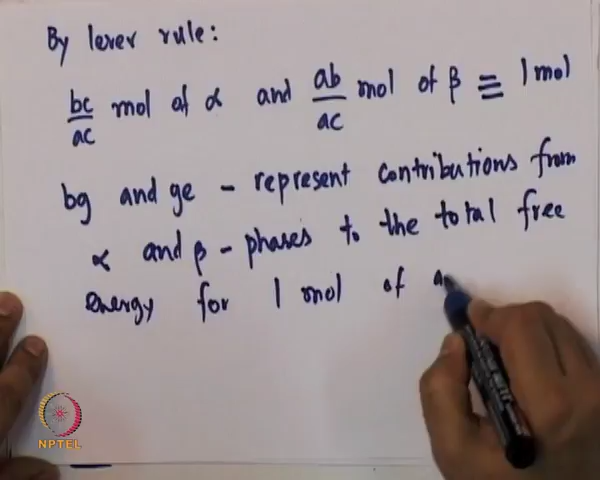 By lever rule:
bc/ac mol of α and ab/ac mol of β ≡ 1 mol
bg and ge - represent contributions from
α and β - phases to the total free
energy for 1 mol of
NPTEL